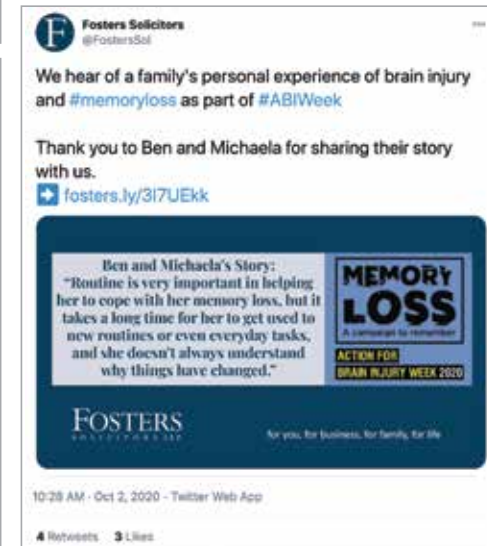 Fosters Solicitors
@FostersSol
We hear of a family's personal experience of brain injury
and #memoryloss as part of #ABIWeek
Thank you to Ben and Michaela for sharing their story
with us.
fosters.ly/3l7UEkk
Ben and Michaela's Story:
"Routine is very important in helping
her to cope with her memory loss, but it
takes a long time for her to get used to
new routines or even everyday tasks,
and she doesn't always understand
why things have changed."
MEMORY
LOSS
A campaign to remember
ACTION FOR
BRAIN INJURY WEEK 2020
FOSTERS
SOLICITORS LLP
for you, for business, for family, for life
10:28 AM · Oct 2, 2020 · Twitter Web App
4 Retweets 3 Likes